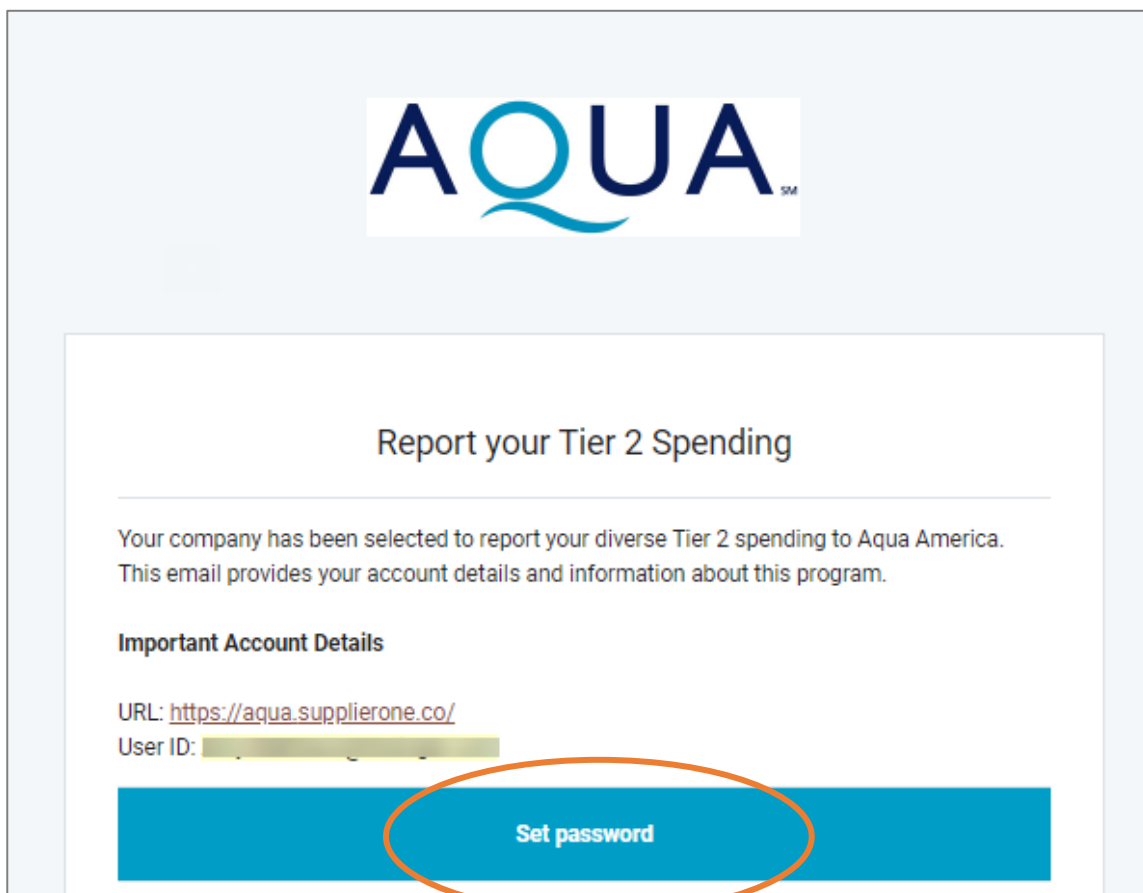 AQUA SM
Report your Tier 2 Spending
Your company has been selected to report your diverse Tier 2 spending to Aqua America.
This email provides your account details and information about this program.
Important Account Details
URL: https://aqua.supplierone.co/
User ID:
Set password